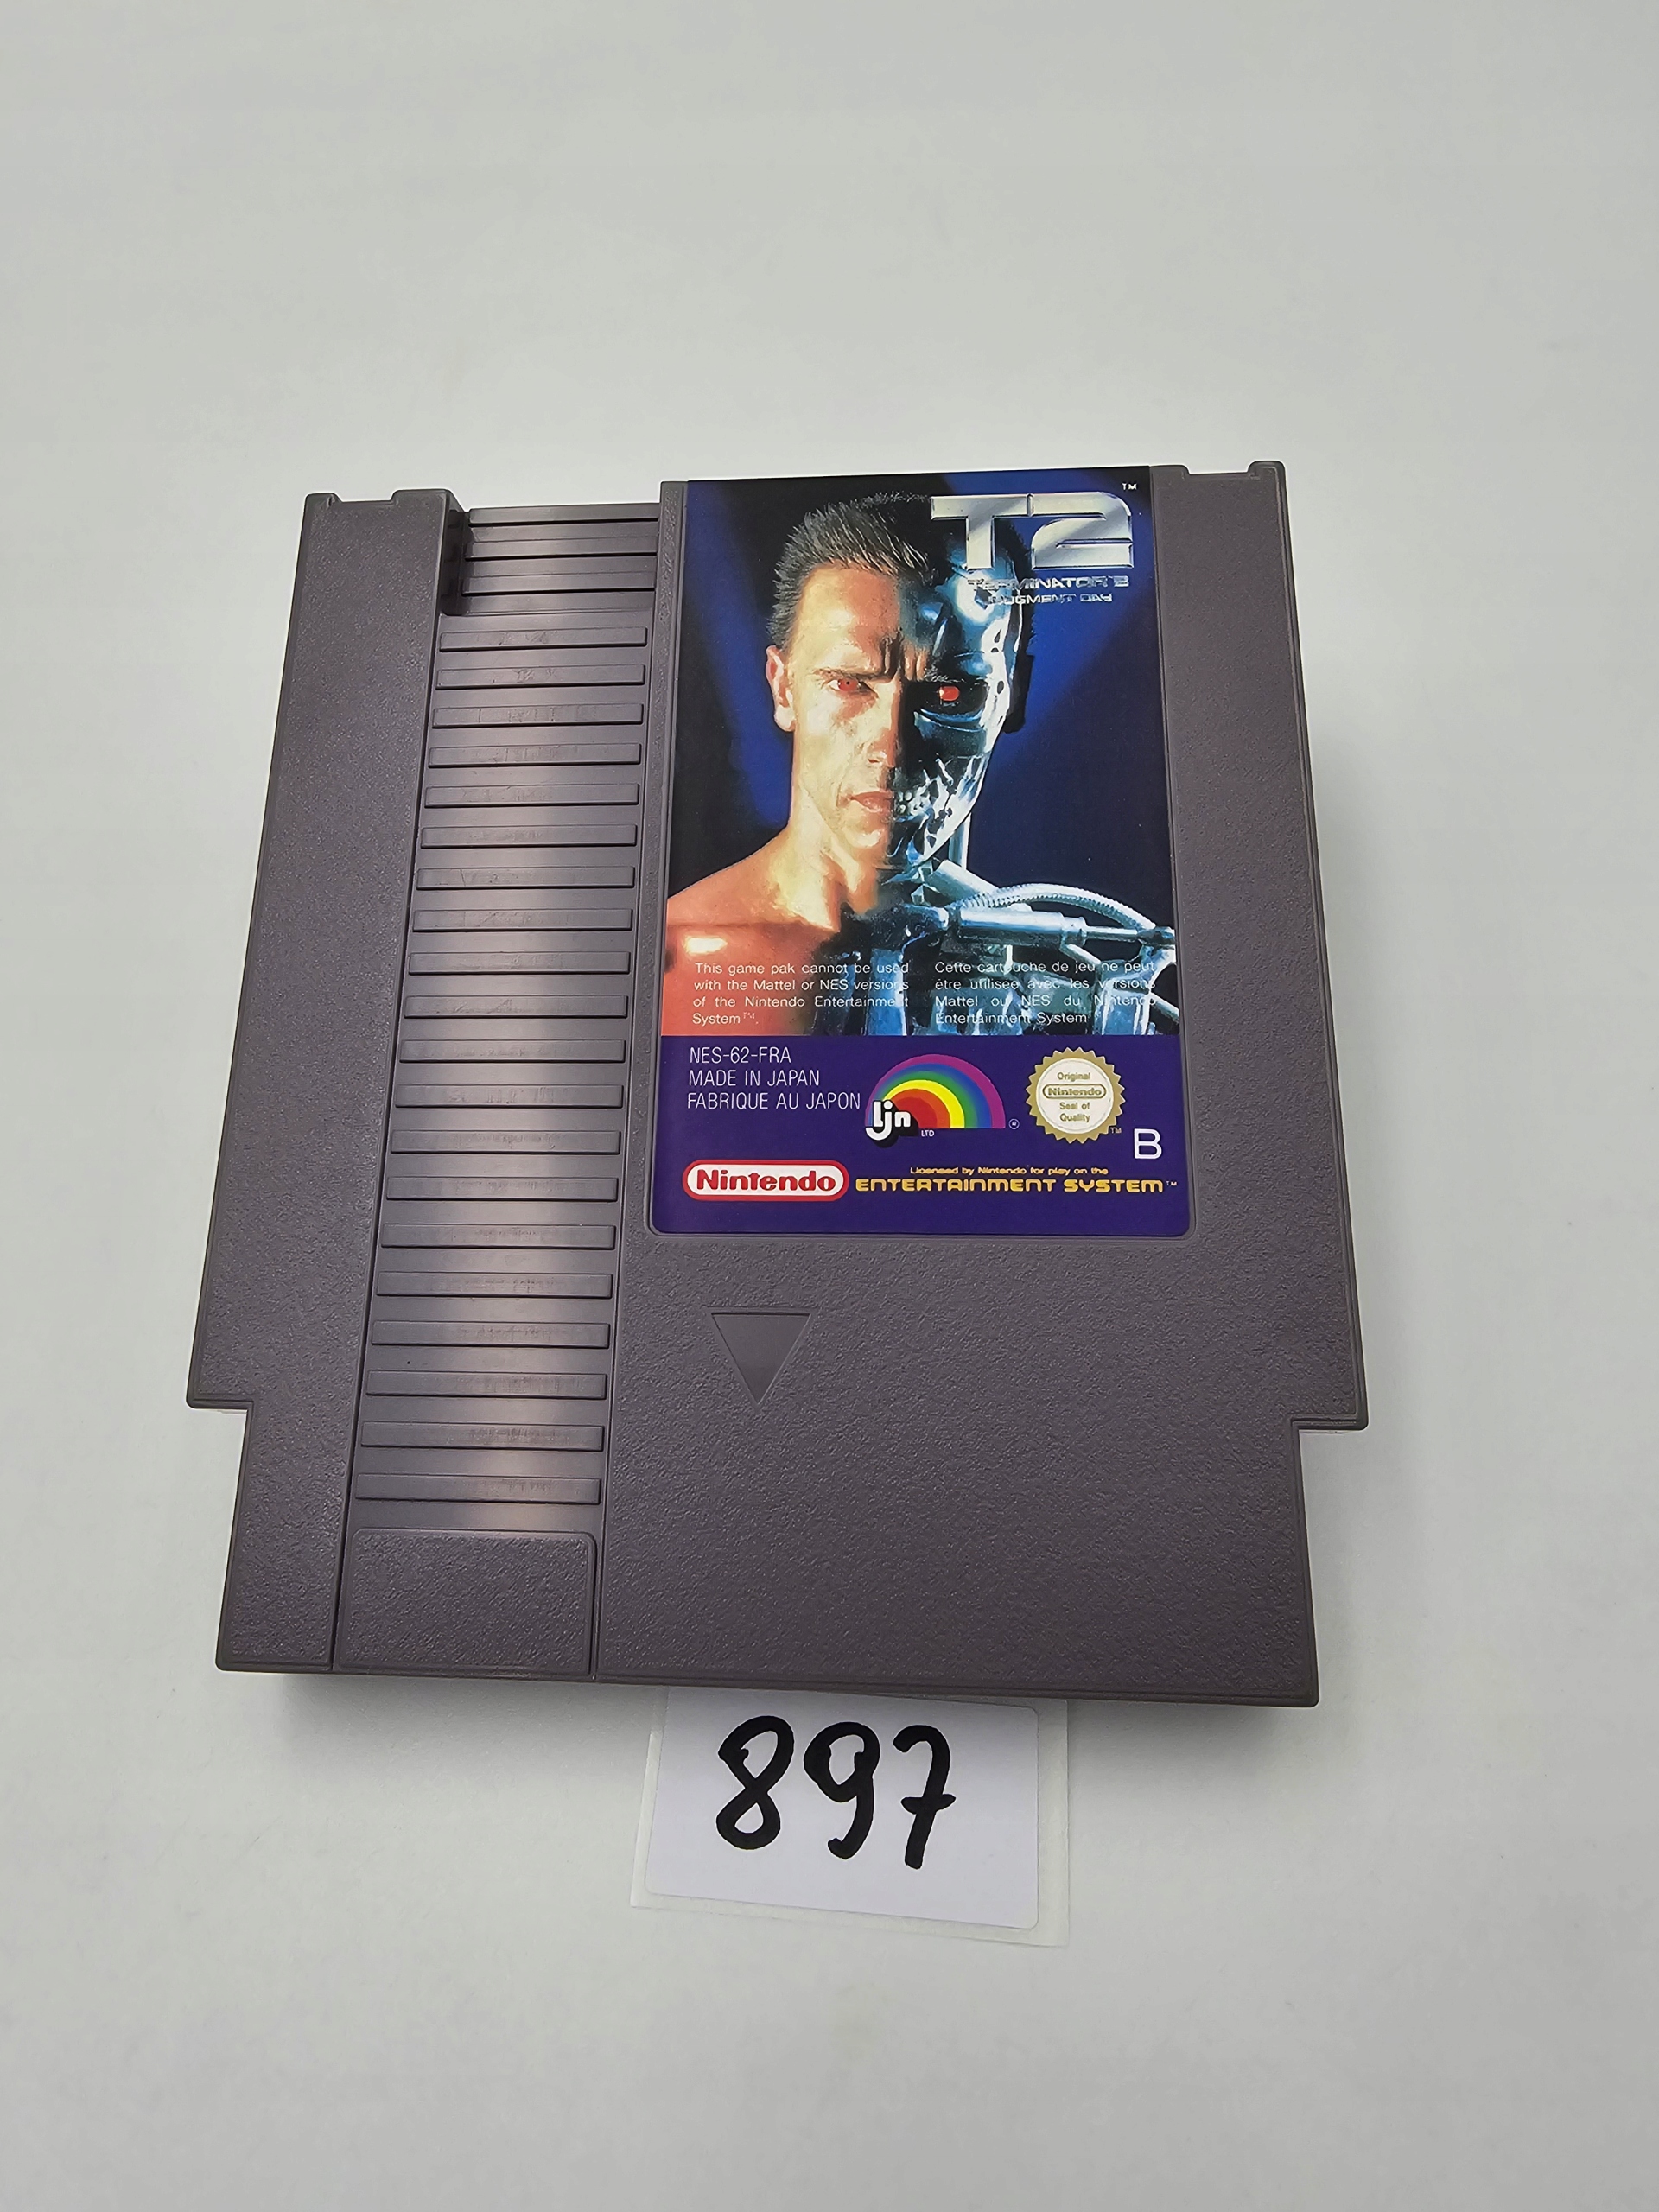 T2 ™
TERMINATOR 2
JUDGMENT DAY
This game pak cannot be used
with the Mattel or NES versions
of the Nintendo Entertainment
System™.
Cette cartouche de jeu ne peut
être utilisée avec les versions
Mattel ou NES du Nintendo
Entertainment System
NES-62-FRA
MADE IN JAPAN
FABRIQUE AU JAPON
ljn
LTD
®
Original
Nintendo
Seal of
Quality
TM
B
Nintendo
Licensed by Nintendo for play on the
ENTERTAINMENT SYSTEM™
897